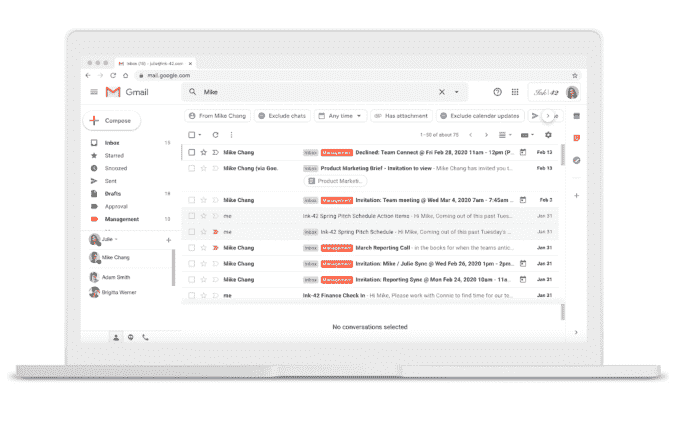 Inbox (15) - julia@ink-42.com
mail.google.com
Gmail
Mike
Ink 42
Compose
From Mike Chang
Exclude chats
Any time
Has attachment
Exclude calendar updates
1–50 of about 75
Inbox 15
Starred
Snoozed
Sent
Drafts 18
Approval
Management 15
Julie
Mike Chang
Adam Smith
Brigitta Werner
Mike Chang Inbox Management Declined: Team Connect @ Fri Feb 28, 2020 11am - 12pm (P... Feb 13
Mike Chang (via Goo. Inbox Product Marketing Brief - Invitation to view - Mike Chang has invited you t... Feb 13
Product Marketi...
Mike Chang Inbox Management Invitation: Team meeting @ Wed Mar 4, 2020 7am - 7:45am ... Feb 3
me Ink-42 Spring Pitch Schedule Action Items - Hi Mike, Coming out of this past Tuesday's ... Jan 31
me Ink-42 Spring Pitch Schedule - Hi Mike, Coming out of this past Tuesday's ... Jan 31
Mike Chang Inbox Management March Reporting Call - in the books for when the teams antic... Jan 31
Mike Chang Inbox Management Invitation: Mike / Julie Sync @ Wed Feb 26, 2020 1pm - 2pm... Jan 31
Mike Chang Inbox Management Invitation: Reporting Sync @ Mon Feb 24, 2020 10am - 11a... Jan 31
me Ink-42 Finance Check In - Hi Mike, Please work with Connor to find time for our te... Jan 21
No conversations selected